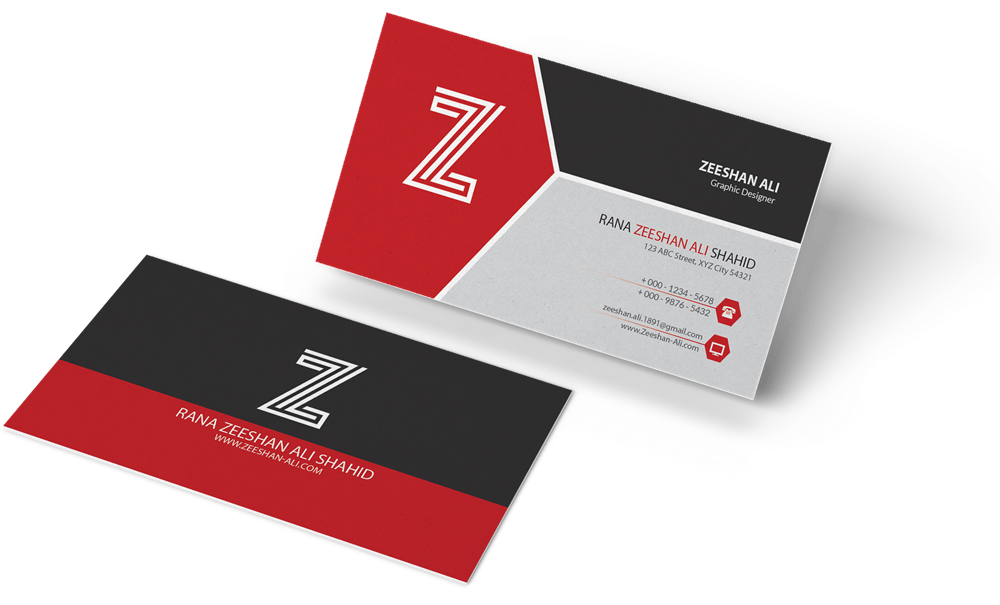 Z
ZEESHAN ALI
Graphic Designer
RANA ZEESHAN ALI SHAHID
123 ABC Street, XYZ City 54321
+ 000 - 1234 - 5678
+ 000 - 9876 - 5432
zeeshan.ali.1891@gmail.com
www.Zeeshan-Ali.com
Z
RANA ZEESHAN ALI SHAHID
WWW.ZEESHAN-ALI.COM